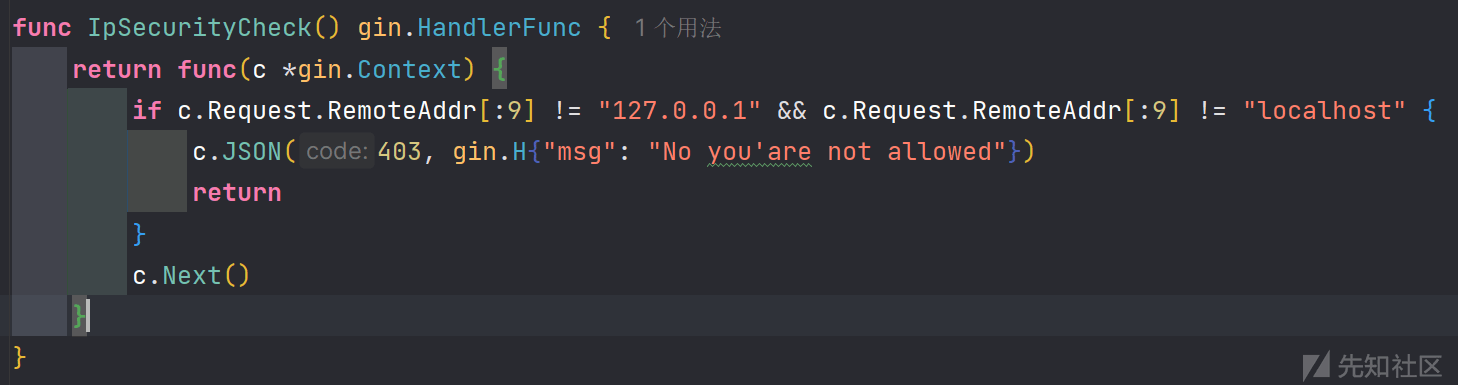 func IpSecurityCheck() gin.HandlerFunc { 1 个用法
return func(c *gin.Context) {
if c.Request.RemoteAddr[:9] != "127.0.0.1" && c.Request.RemoteAddr[:9] != "localhost" {
c.JSON( code: 403, gin.H{"msg": "No you'are not allowed"})
return
}
c.Next()
}
}
先知社区